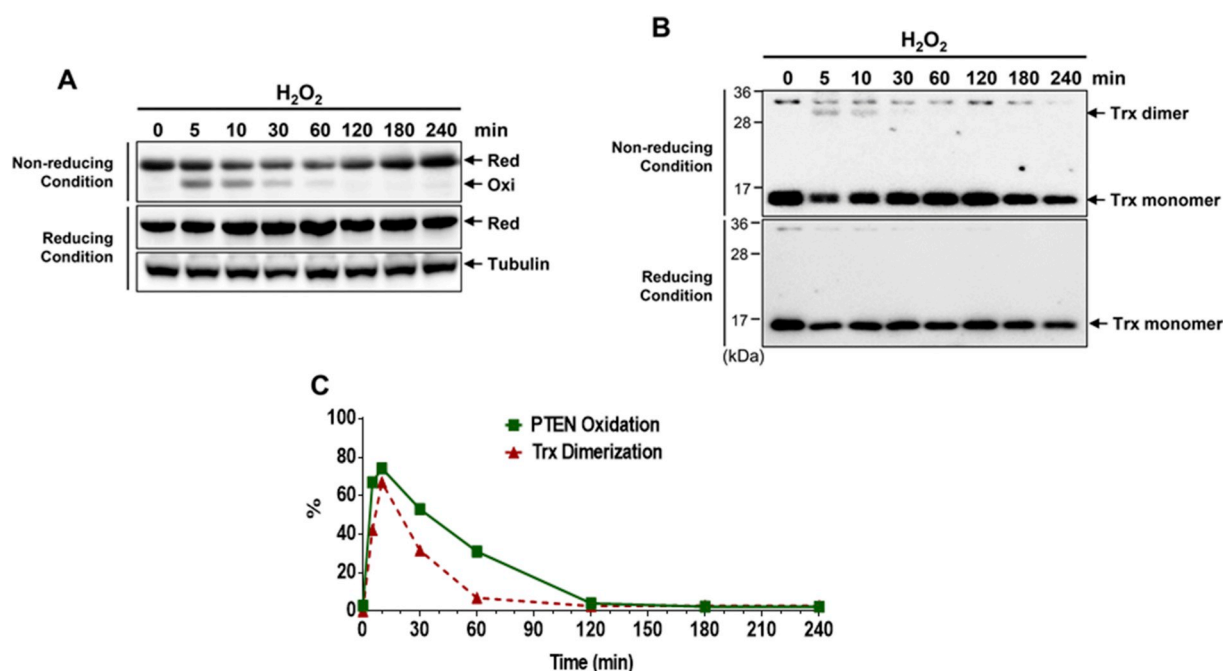 A
H2O2
0 5 10 30 60 120 180 240 min
Non-reducing
Condition
Red
Oxi
Reducing
Condition
Red
Tubulin
B
H2O2
0 5 10 30 60 120 180 240 min
Non-reducing
Condition
36
28
17
Trx dimer
Trx monomer
Reducing
Condition
36
28
17
(kDa)
Trx monomer
C
PTEN Oxidation
Trx Dimerization
%
100
80
60
40
20
0
0 30 60 90 120 150 180 210 240
Time (min)